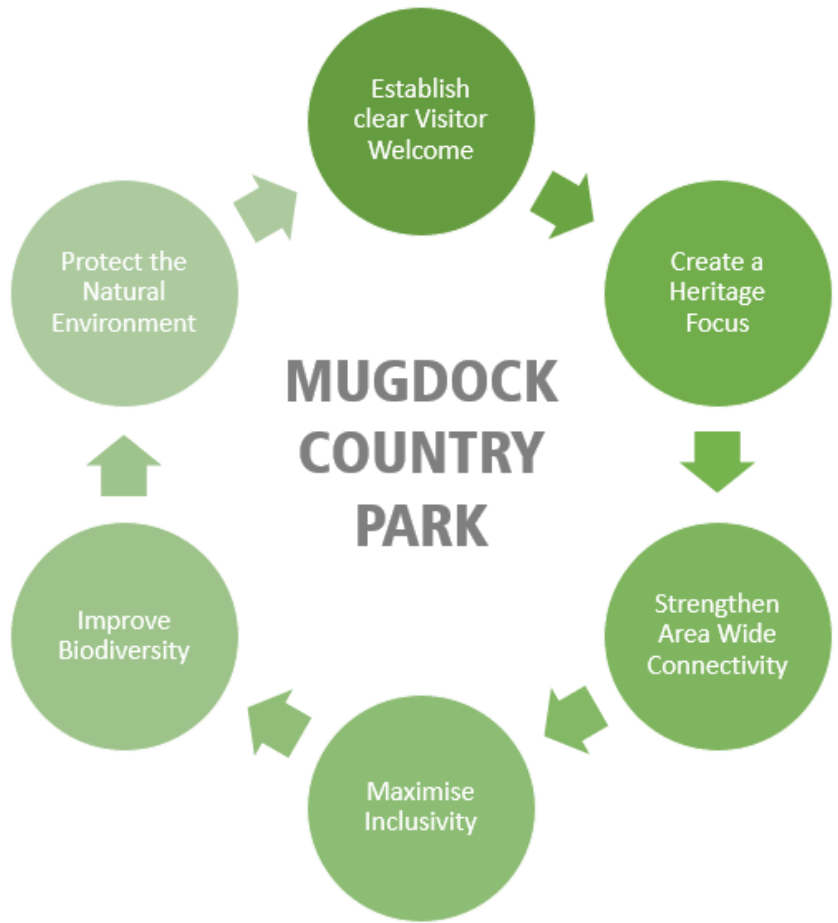 Establish
clear Visitor
Welcome
Create a
Heritage
Focus
Strengthen
Area Wide
Connectivity
Maximise
Inclusivity
Improve
Biodiversity
Protect the
Natural
Environment
MUGDOCK
COUNTRY
PARK